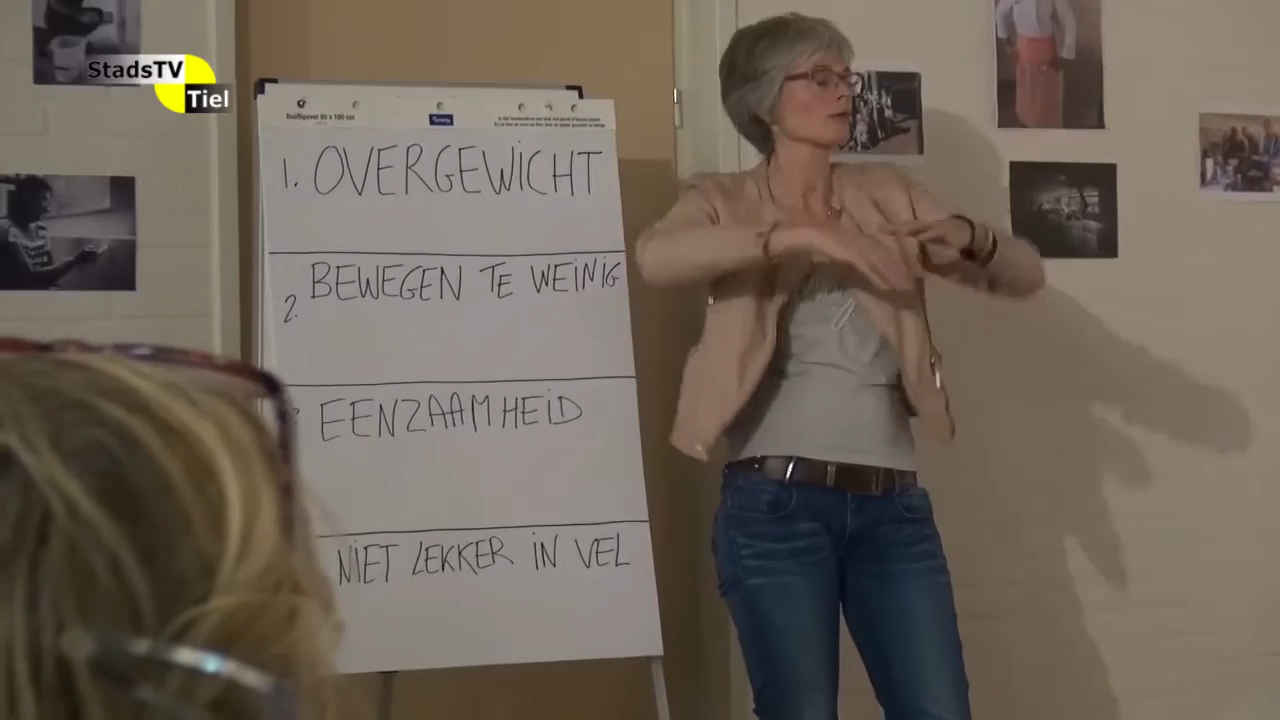 StadsTV
Tiel
1. OVERGEWICHT
2. BEWEGEN TE WEINIG
EENZAAMHEID
NIET LEKKER IN VEL